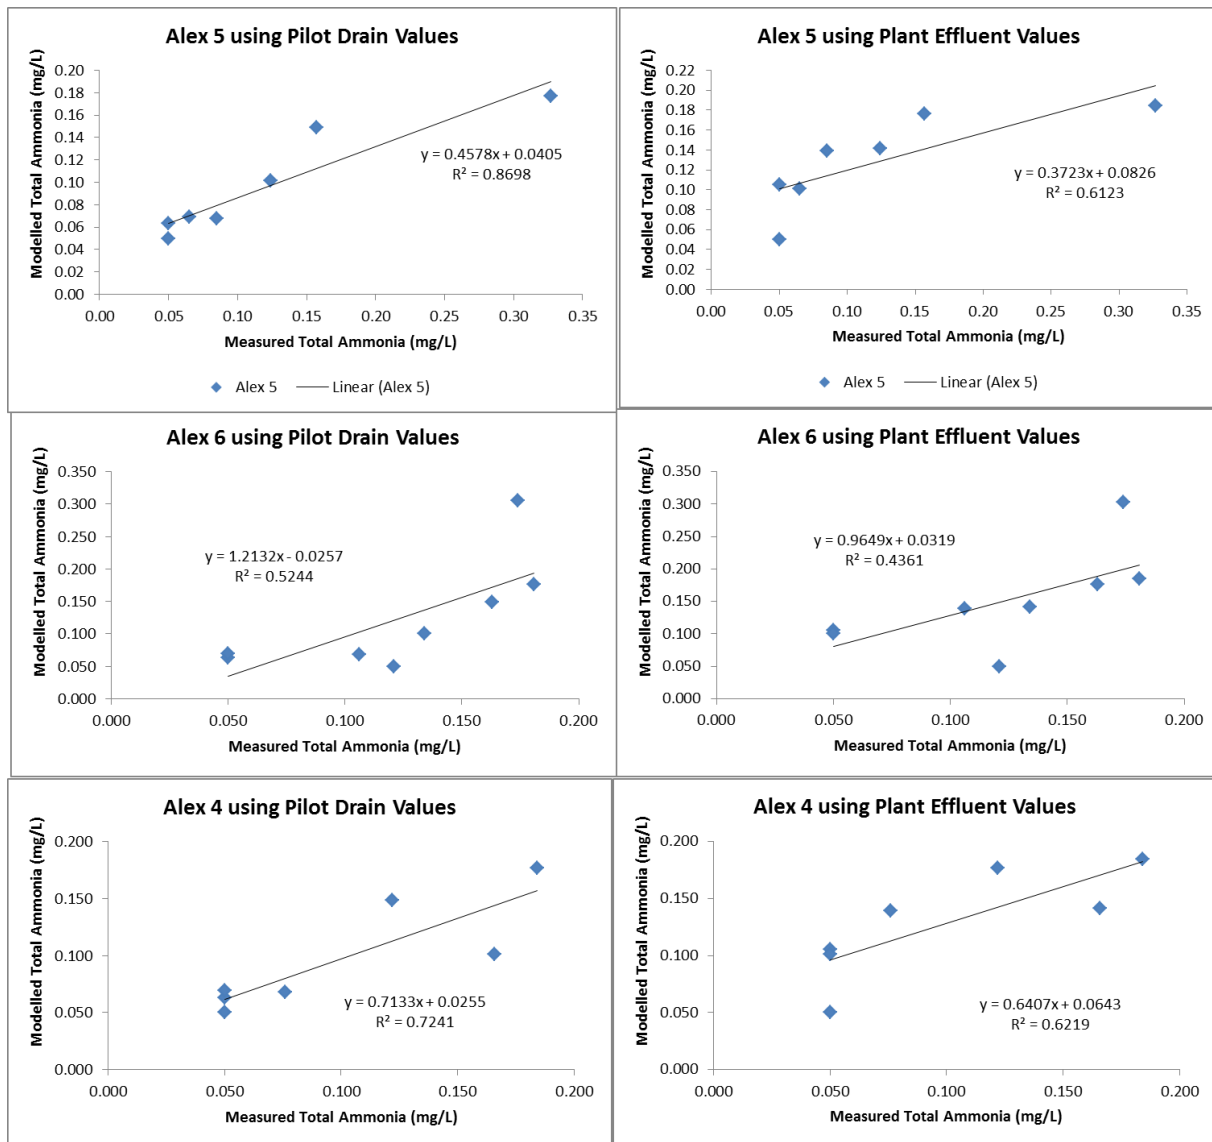 Alex 5 using Pilot Drain Values
Modelled Total Ammonia (mg/L)
0.20
0.18
0.16
0.14
0.12
0.10
0.08
0.06
0.04
0.02
0.00
y = 0.4578x + 0.0405
R² = 0.8698
0.00 0.05 0.10 0.15 0.20 0.25 0.30 0.35
Measured Total Ammonia (mg/L)
Alex 5 Linear (Alex 5)
Alex 5 using Plant Effluent Values
Modelled Total Ammonia (mg/L)
0.22
0.20
0.18
0.16
0.14
0.12
0.10
0.08
0.06
0.04
0.02
0.00
y = 0.3723x + 0.0826
R² = 0.6123
0.00 0.05 0.10 0.15 0.20 0.25 0.30 0.35
Measured Total Ammonia (mg/L)
Alex 5 Linear (Alex 5)
Alex 6 using Pilot Drain Values
Modelled Total Ammonia (mg/L)
0.350
0.300
0.250
0.200
0.150
0.100
0.050
0.000
y = 1.2132x - 0.0257
R² = 0.5244
0.000 0.050 0.100 0.150 0.200
Measured Total Ammonia (mg/L)
Alex 6 using Plant Effluent Values
Modelled Total Ammonia (mg/L)
0.350
0.300
0.250
0.200
0.150
0.100
0.050
0.000
y = 0.9649x + 0.0319
R² = 0.4361
0.000 0.050 0.100 0.150 0.200
Measured Total Ammonia (mg/L)
Alex 4 using Pilot Drain Values
Modelled Total Ammonia (mg/L)
0.200
0.150
0.100
0.050
0.000
y = 0.7133x + 0.0255
R² = 0.7241
0.000 0.050 0.100 0.150 0.200
Measured Total Ammonia (mg/L)
Alex 4 using Plant Effluent Values
Modelled Total Ammonia (mg/L)
0.200
0.150
0.100
0.050
0.000
y = 0.6407x + 0.0643
R² = 0.6219
0.000 0.050 0.100 0.150 0.200
Measured Total Ammonia (mg/L)